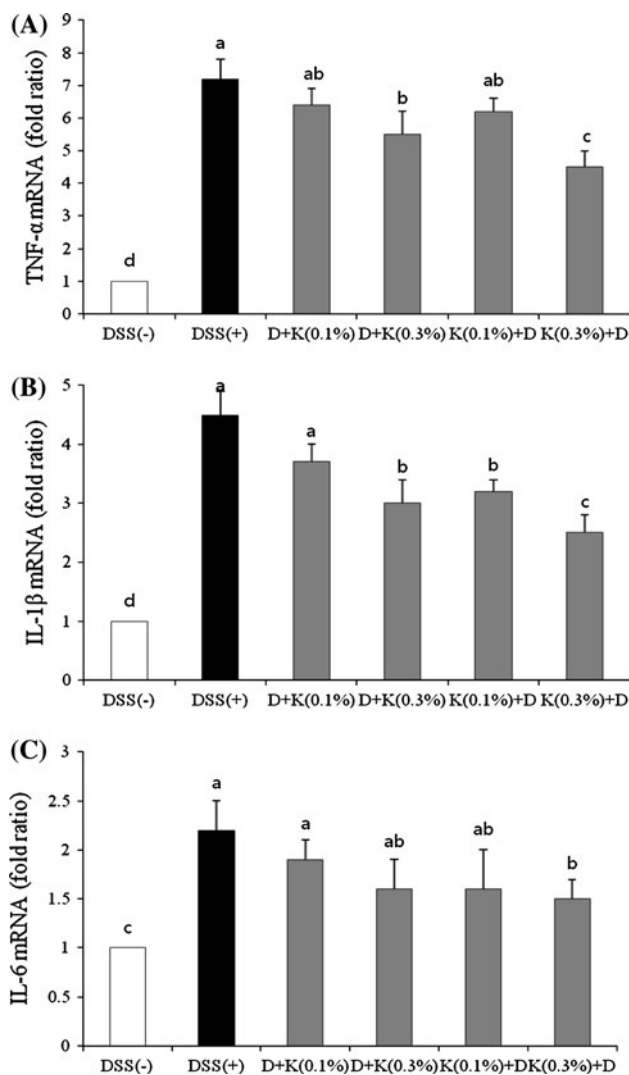 (A)
TNF-αmRNA (fold ratio)
9
8
7
6
5
4
3
2
1
0
d
a
ab
b
ab
c
DSS(-) DSS(+) D+K(0.1%) D+K(0.3%) K(0.1%)+D K(0.3%)+D
(B)
IL-1β mRNA (fold ratio)
5
4
3
2
1
0
d
a
a
b
b
c
DSS(-) DSS(+) D+K(0.1%) D+K(0.3%) K(0.1%)+D K(0.3%)+D
(C)
IL-6 mRNA (fold ratio)
3
2.5
2
1.5
1
0.5
0
c
a
a
ab
ab
b
DSS(-) DSS(+) D+K(0.1%) D+K(0.3%) K(0.1%)+D K(0.3%)+D